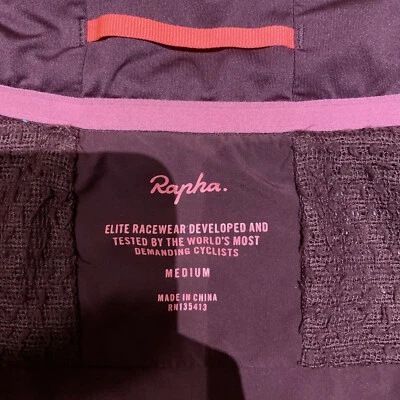 Rapha.
ELITE RACEWEAR DEVELOPED AND
TESTED BY THE WORLD'S MOST
DEMANDING CYCLISTS
MEDIUM
MADE IN CHINA
RN135413